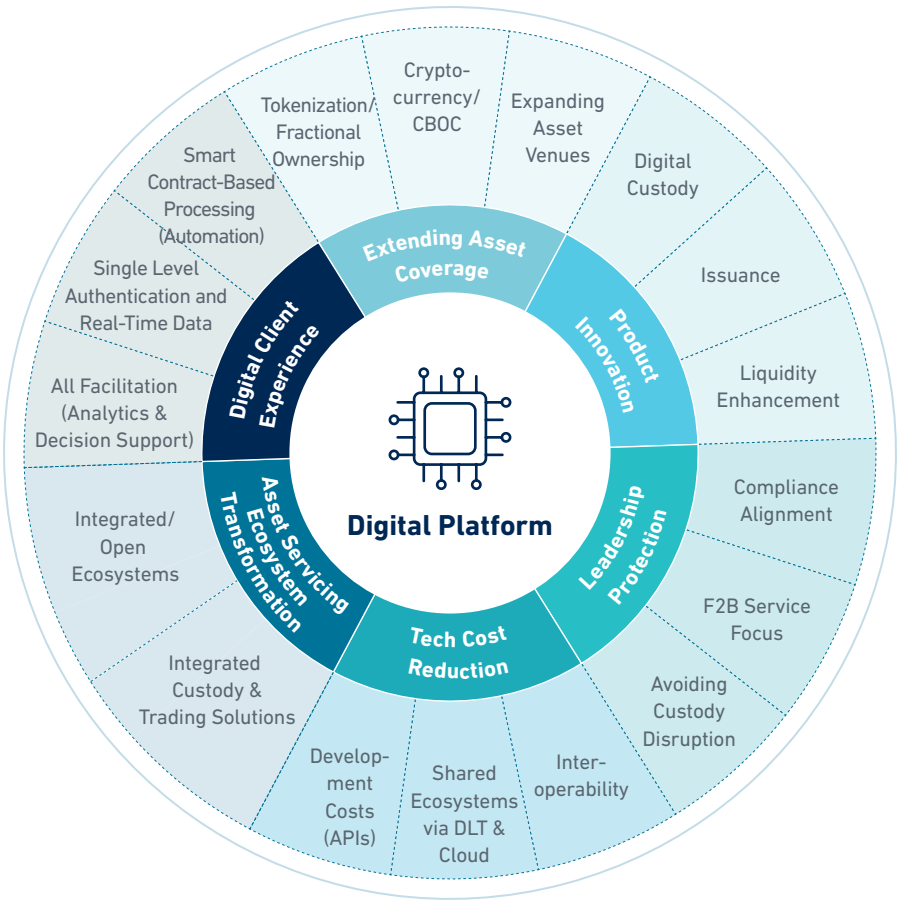 Digital Platform
Extending Asset
Coverage
Tokenization/
Fractional
Ownership
Crypto-
currency/
CBOC
Expanding
Asset
Venues
Product
Innovation
Digital
Custody
Issuance
Liquidity
Enhancement
Leadership
Protection
Compliance
Alignment
F2B Service
Focus
Avoiding
Custody
Disruption
Tech Cost
Reduction
Inter-
operability
Shared
Ecosystems
via DLT &
Cloud
Develop-
ment
Costs
(APIs)
Asset Servicing
Ecosystem
Transformation
Integrated
Custody &
Trading Solutions
Integrated/
Open
Ecosystems
Digital Client
Experience
All Facilitation
(Analytics &
Decision Support)
Single Level
Authentication and
Real-Time Data
Smart
Contract-Based
Processing
(Automation)